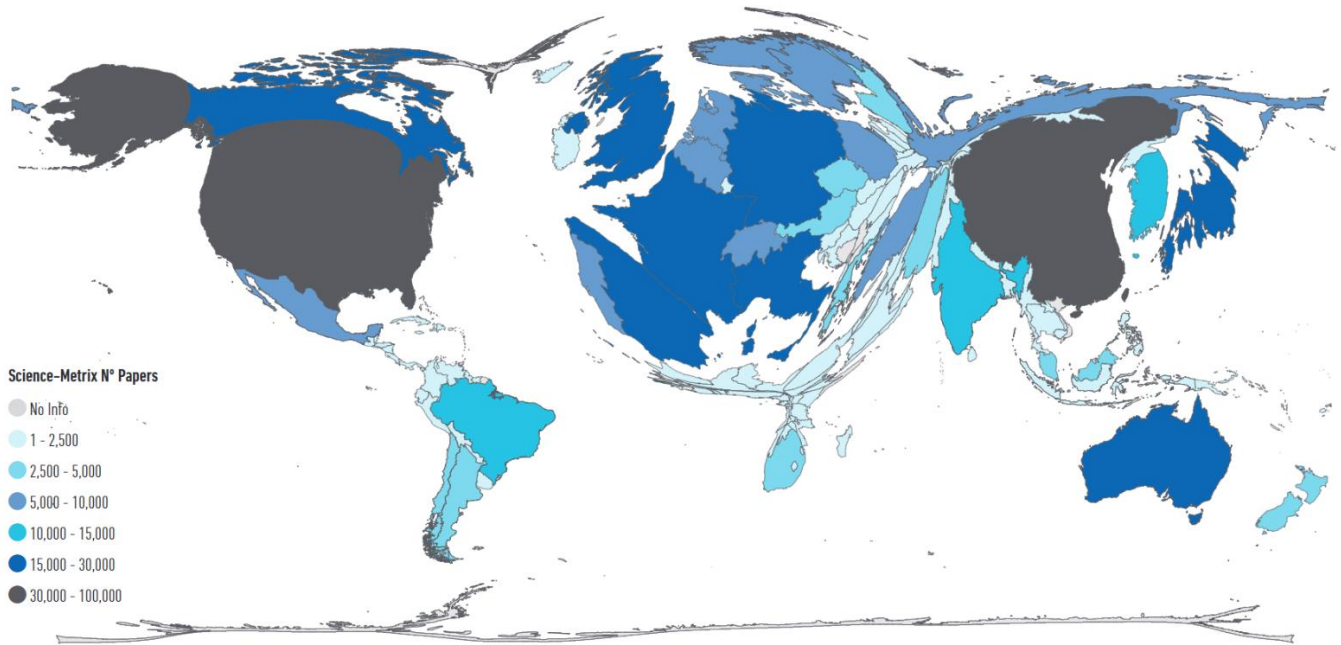 Science-Metrix N° Papers
No Info
1 - 2,500
2,500 - 5,000
5,000 - 10,000
10,000 - 15,000
15,000 - 30,000
30,000 - 100,000